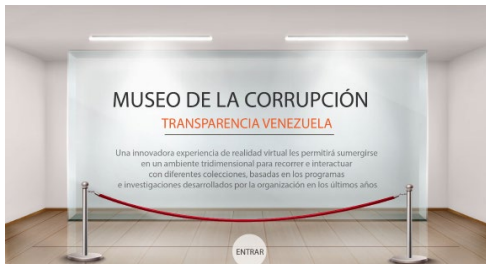 MUSEO DE LA CORRUPCIÓN
TRANSPARENCIA VENEZUELA
Una innovadora experiencia de realidad virtual les permitirá sumergirse
en un ambiente tridimensional para recorrer e interactuar
con diferentes colecciones, basadas en los programas
e investigaciones desarrollados por la organización en los últimos años
ENTRAR